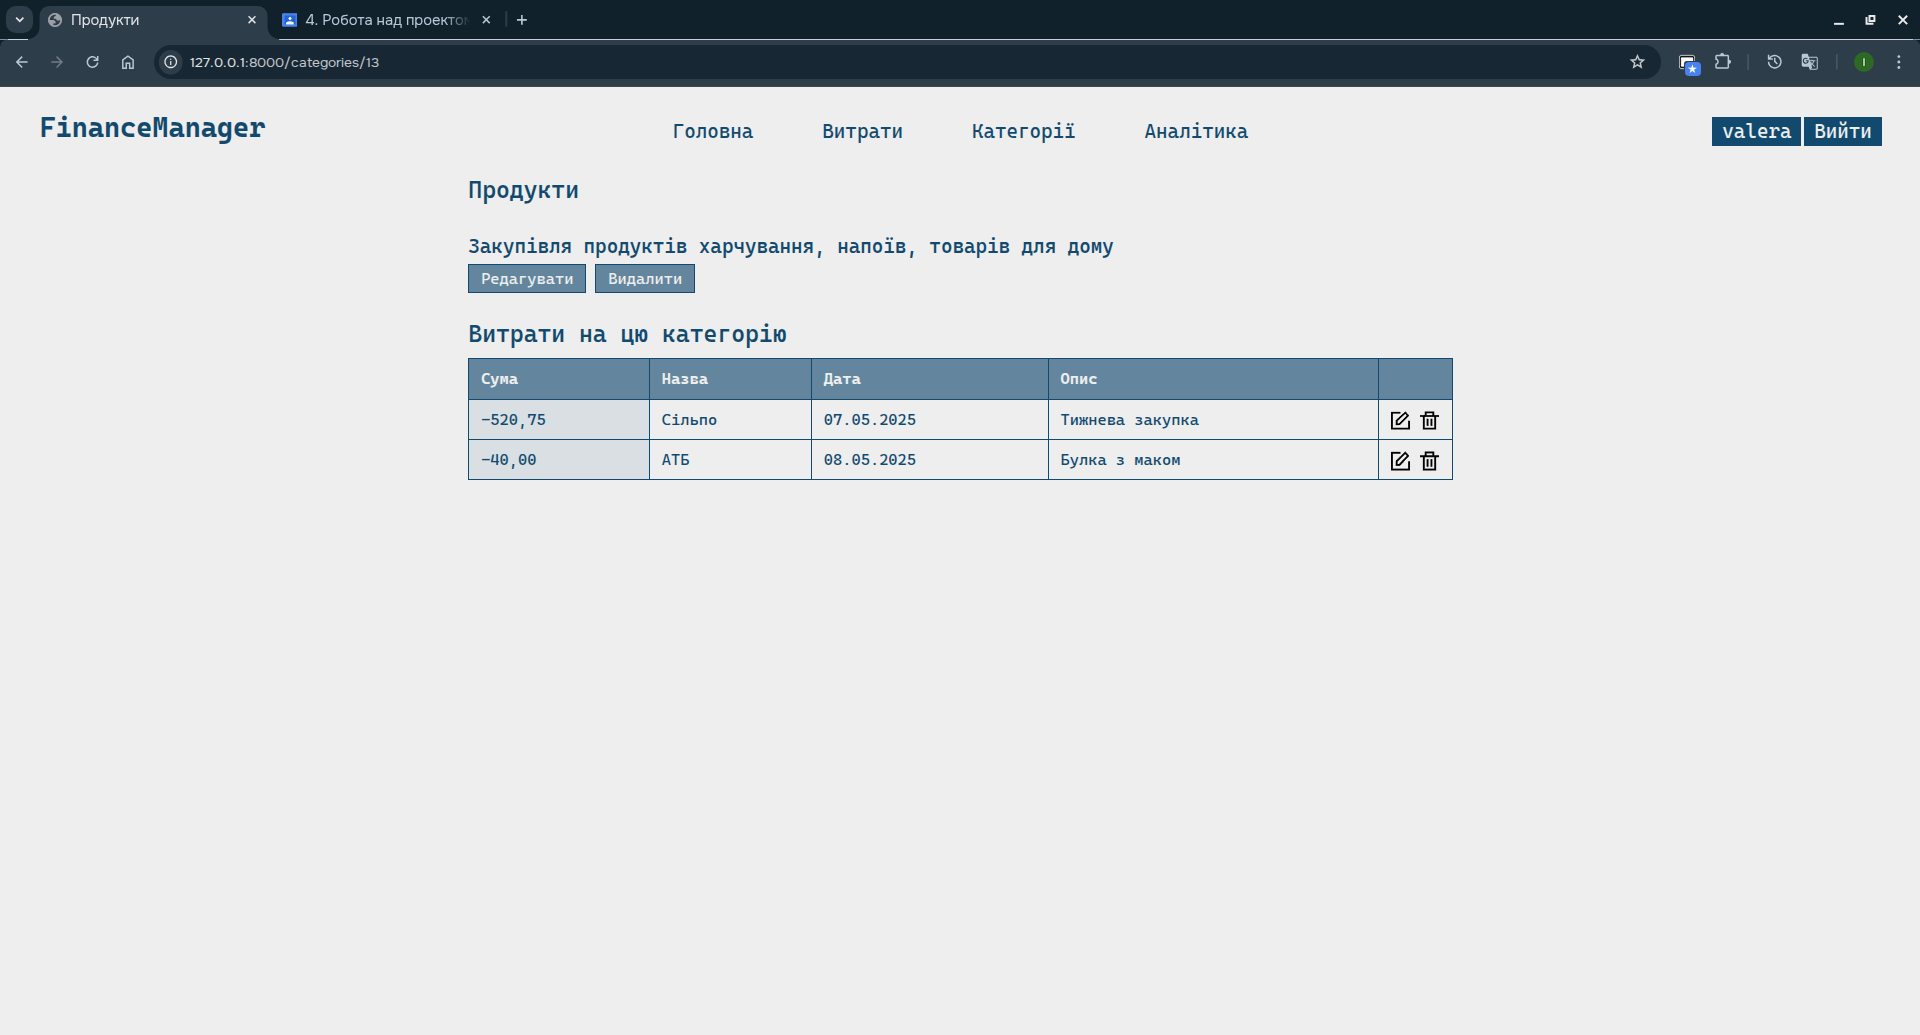 Продукти
4. Робота над проекто
127.0.0.1:8000/categories/13
I
FinanceManager
Головна Витрати Категорії Аналітика
valera Вийти
Продукти
Закупівля продуктів харчування, напоїв, товарів для дому
Редагувати Видалити
Витрати на цю категорію
Сума Назва Дата Опис
-520,75 Сільпо 07.05.2025 Тижнева закупка
-40,00 АТБ 08.05.2025 Булка з маком